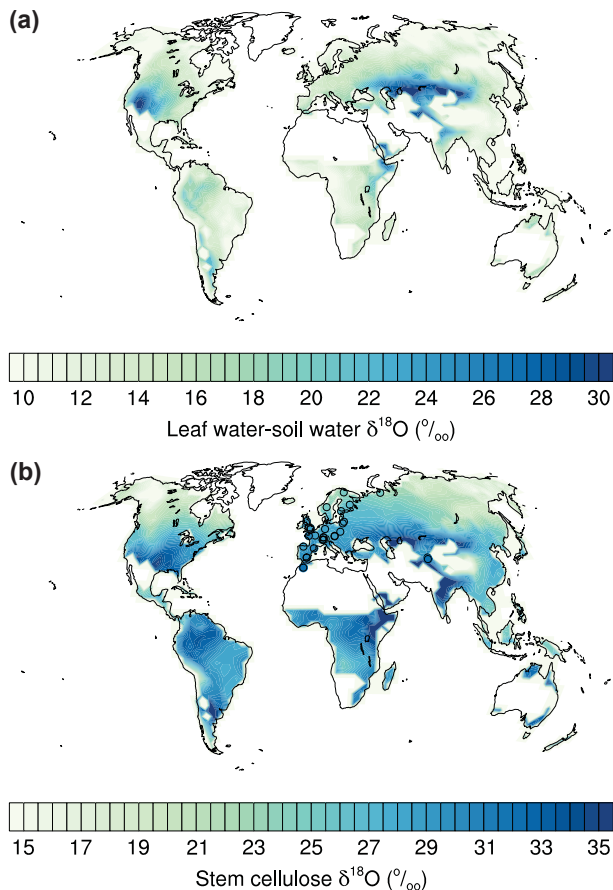 (a)
10 12 14 16 18 20 22 24 26 28 30
Leaf water-soil water δ¹⁸O (º/ₒₒ)
(b)
15 17 19 21 23 25 27 29 31 33 35
Stem cellulose δ¹⁸O (º/ₒₒ)